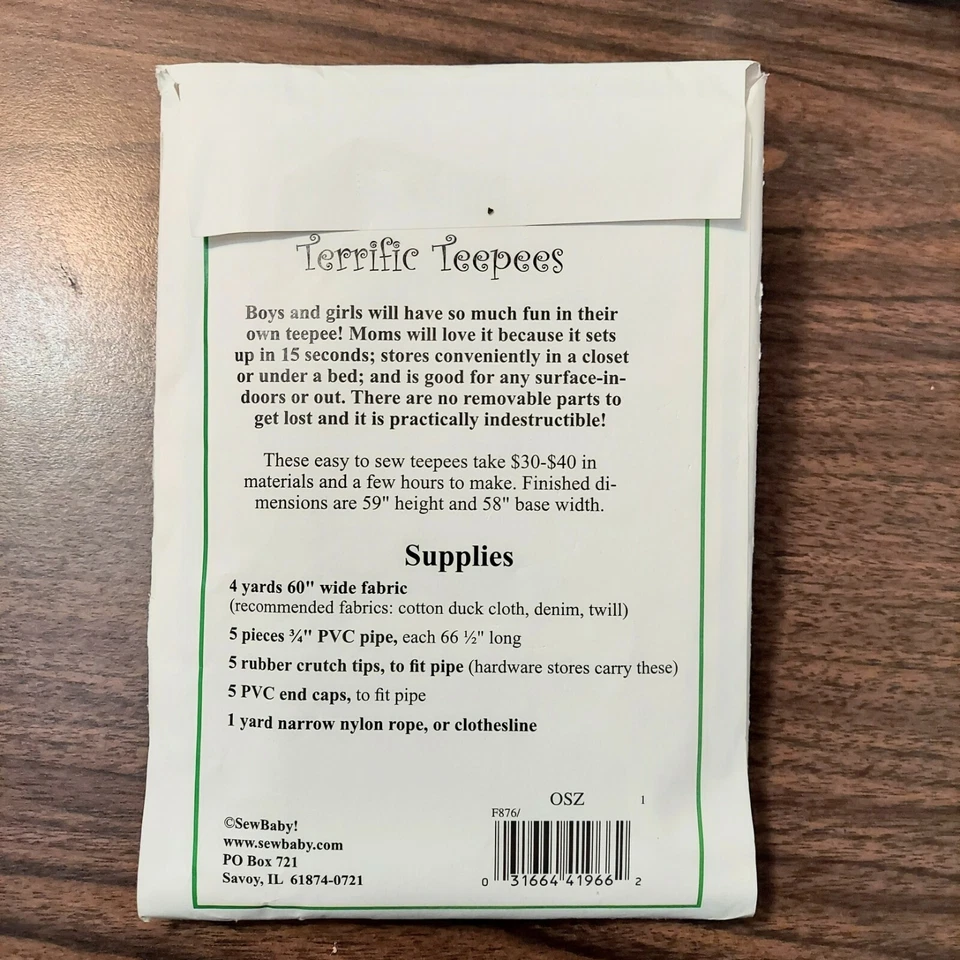 Terrific Teepees
Boys and girls will have so much fun in their
own teepee! Moms will love it because it sets
up in 15 seconds; stores conveniently in a closet
or under a bed; and is good for any surface-in-
doors or out. There are no removable parts to
get lost and it is practically indestructible!
These easy to sew teepees take $30-$40 in
materials and a few hours to make. Finished di-
mensions are 59" height and 58" base width.
Supplies
4 yards 60" wide fabric
(recommended fabrics: cotton duck cloth, denim, twill)
5 pieces ¾" PVC pipe, each 66 ½" long
5 rubber crutch tips, to fit pipe (hardware stores carry these)
5 PVC end caps, to fit pipe
1 yard narrow nylon rope, or clothesline
©SewBaby!
www.sewbaby.com
PO Box 721
Savoy, IL 61874-0721
OSZ 1
F876/
0 31664 41966 2